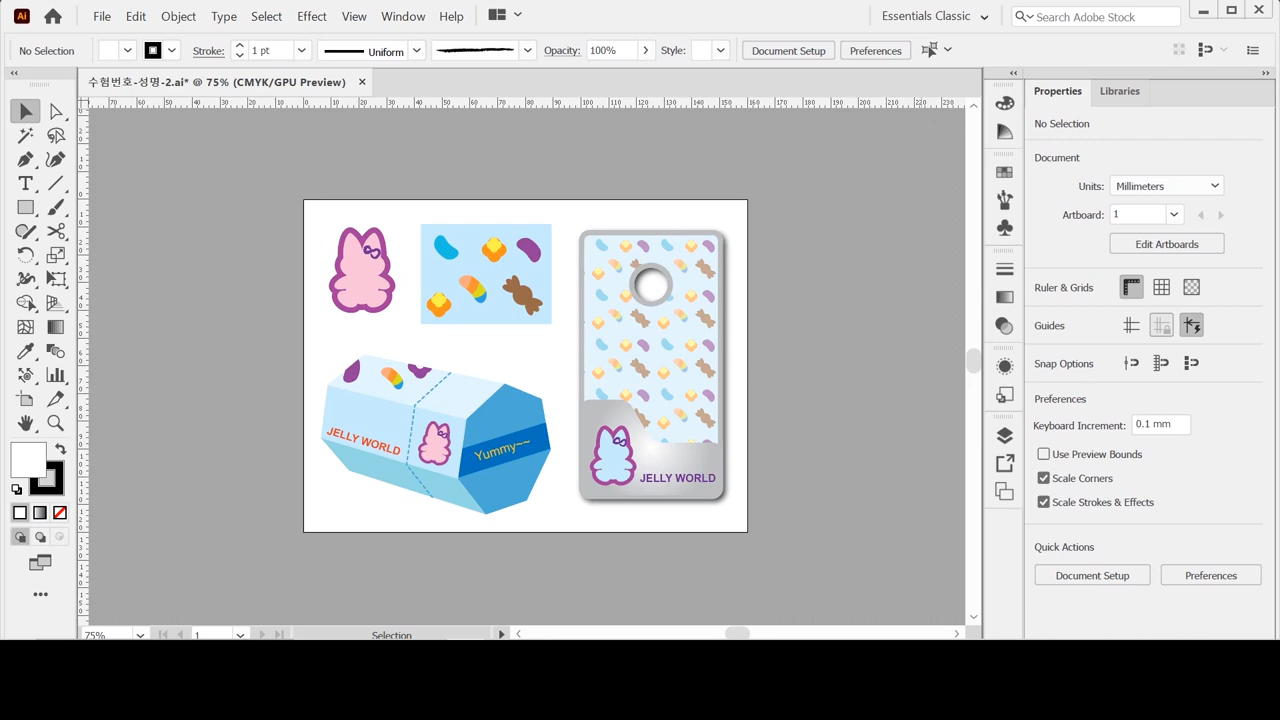 Ai File Edit Object Type Select Effect View Window Help Essentials Classic Search Adobe Stock
No Selection Stroke: 1 pt Uniform Opacity: 100% Style: Document Setup Preferences
수험번호-성명-2.ai* @ 75% (CMYK/GPU Preview)
Properties Libraries
No Selection
Document
Units: Millimeters
Artboard: 1
Edit Artboards
Ruler & Grids
Guides
Snap Options
Preferences
Keyboard Increment: 0.1 mm
Use Preview Bounds
Scale Corners
Scale Strokes & Effects
Quick Actions
Document Setup Preferences
JELLY WORLD
Yummy~~
JELLY WORLD
75% 1 Selection